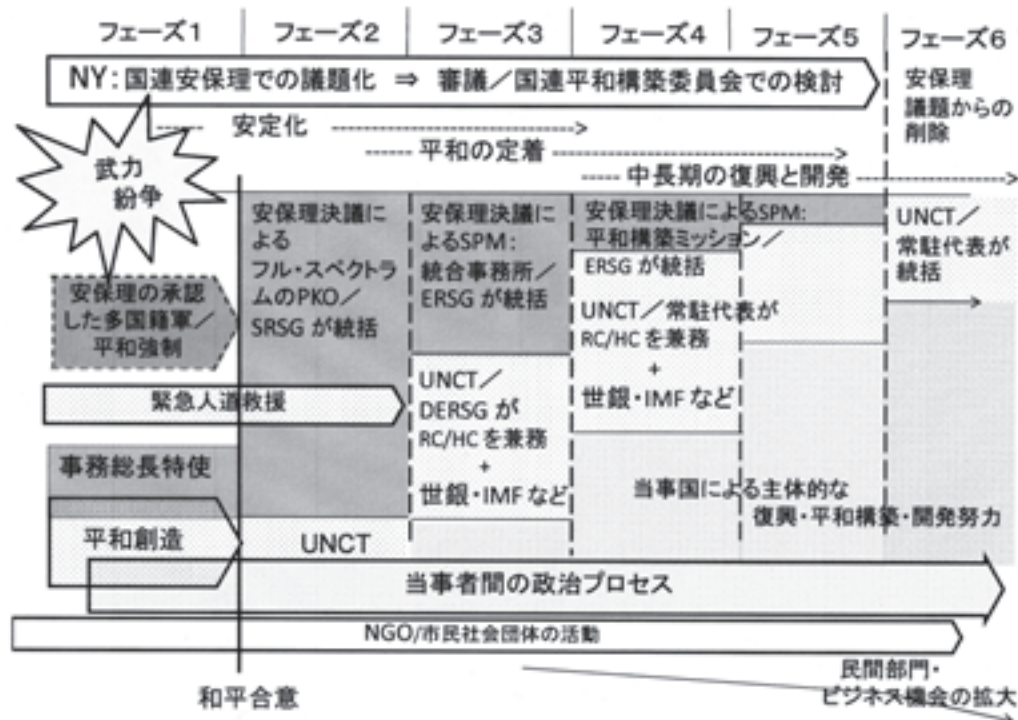 フェーズ1
フェーズ2
フェーズ3
フェーズ4
フェーズ5
フェーズ6
NY:国連安保理での議題化 ⇒ 審議/国連平和構築委員会での検討
安保理
議題からの
削除
安定化
平和の定着
中長期の復興と開発
武力
紛争
安保理の承認
した多国籍軍/
平和強制
安保理決議に
よる
フル・スペクトラ
ムのPKO/
SRSG が統括
安保理決議に
よるSPM:
統合事務所/
ERSG が統括
安保理決議によるSPM:
平和構築ミッション/
ERSG が統括
UNCT/
常駐代表が
統括
UNCT/常駐代表が
RC/HC を兼務
+
世銀・IMF など
緊急人道救援
UNCT/
DERSG が
RC/HC を兼務
+
世銀・IMF など
事務総長特使
平和創造
UNCT
当事国による主体的な
復興・平和構築・開発努力
当事者間の政治プロセス
NGO/市民社会団体の活動
和平合意
民間部門・
ビジネス機会の拡大